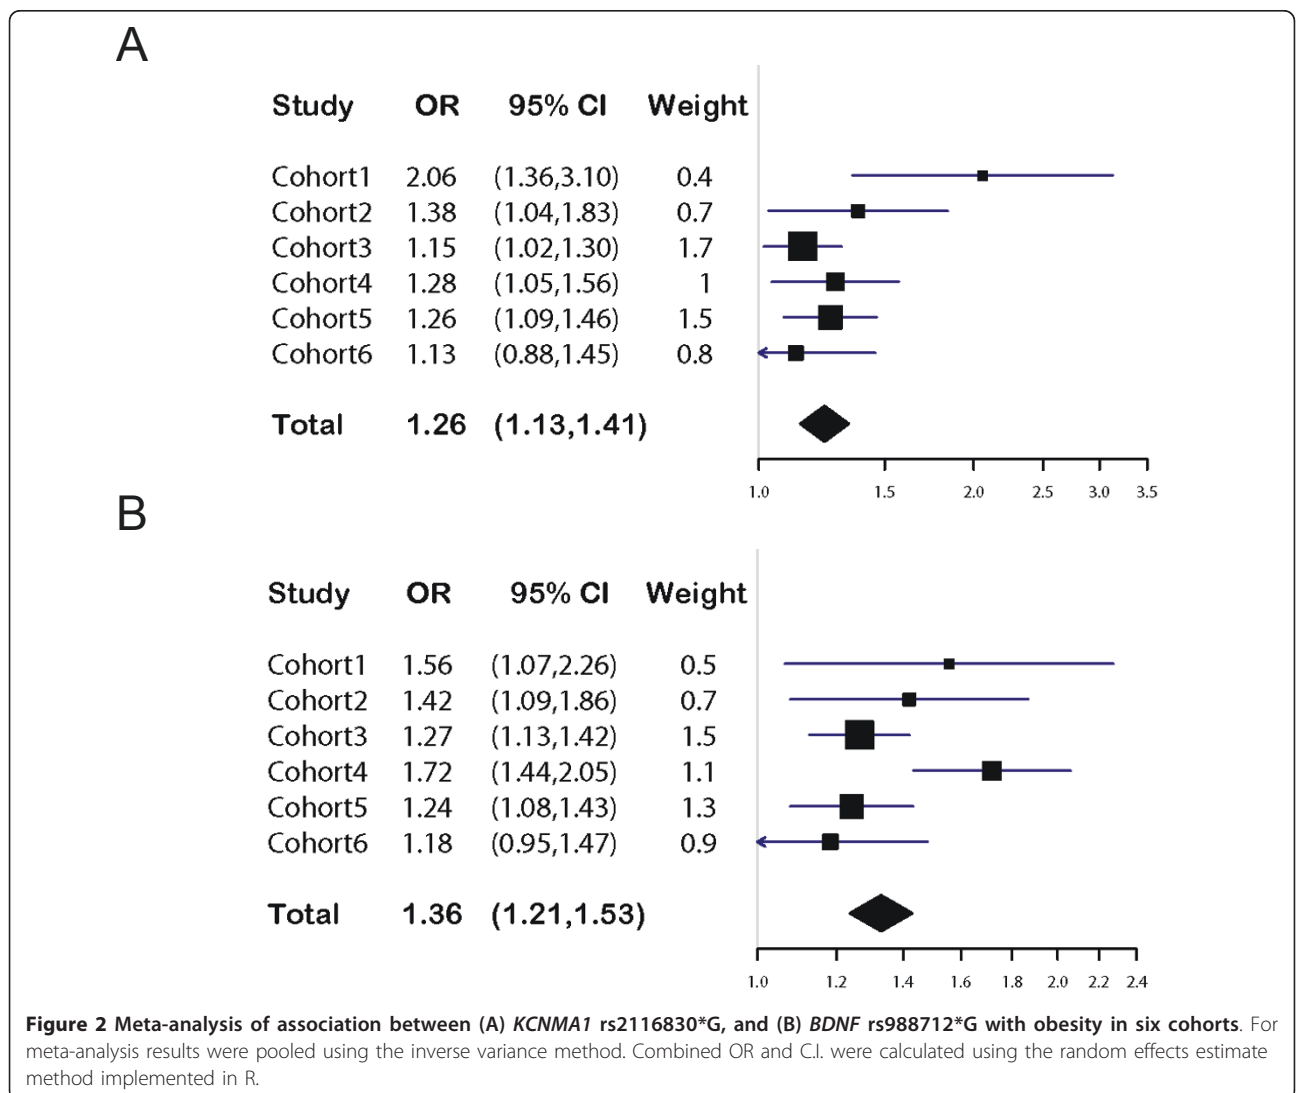 A
Study OR 95% CI Weight
Cohort1 2.06 (1.36,3.10) 0.4
Cohort2 1.38 (1.04,1.83) 0.7
Cohort3 1.15 (1.02,1.30) 1.7
Cohort4 1.28 (1.05,1.56) 1
Cohort5 1.26 (1.09,1.46) 1.5
Cohort6 1.13 (0.88,1.45) 0.8
Total 1.26 (1.13,1.41)
1.0 1.5 2.0 2.5 3.0 3.5
B
Study OR 95% CI Weight
Cohort1 1.56 (1.07,2.26) 0.5
Cohort2 1.42 (1.09,1.86) 0.7
Cohort3 1.27 (1.13,1.42) 1.5
Cohort4 1.72 (1.44,2.05) 1.1
Cohort5 1.24 (1.08,1.43) 1.3
Cohort6 1.18 (0.95,1.47) 0.9
Total 1.36 (1.21,1.53)
1.0 1.2 1.4 1.6 1.8 2.0 2.2 2.4
Figure 2 Meta-analysis of association between (A) KCNMA1 rs2116830*G, and (B) BDNF rs988712*G with obesity in six cohorts. For
meta-analysis results were pooled using the inverse variance method. Combined OR and C.I. were calculated using the random effects estimate
method implemented in R.